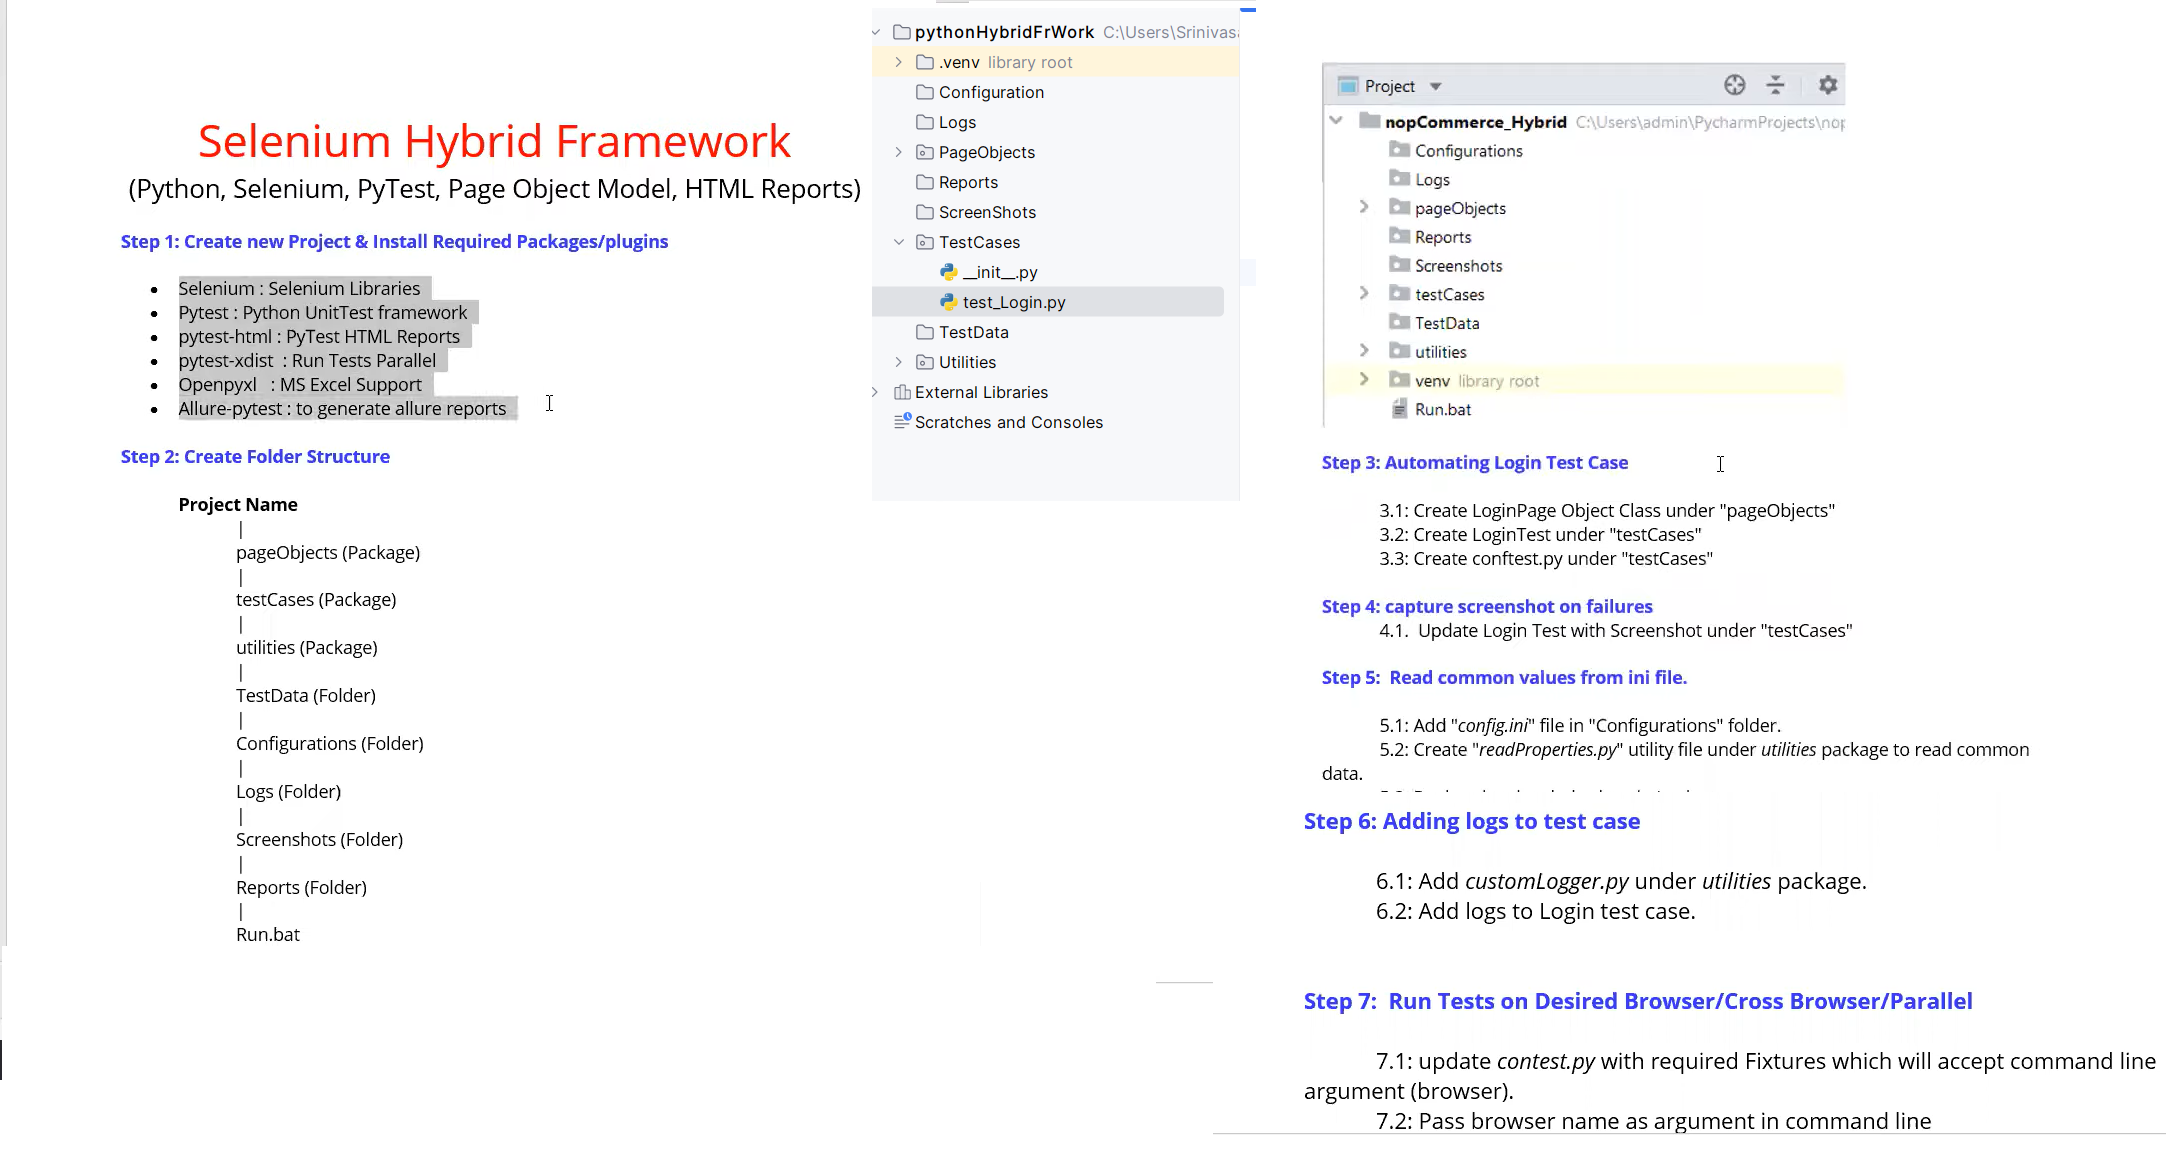 Selenium Hybrid Framework
(Python, Selenium, PyTest, Page Object Model, HTML Reports)
Step 1: Create new Project & Install Required Packages/plugins
• Selenium : Selenium Libraries
• Pytest : Python UnitTest framework
• pytest-html : PyTest HTML Reports
• pytest-xdist : Run Tests Parallel
• Openpyxl : MS Excel Support
• Allure-pytest : to generate allure reports
Step 2: Create Folder Structure
Project Name
|
pageObjects (Package)
|
testCases (Package)
|
utilities (Package)
|
TestData (Folder)
|
Configurations (Folder)
|
Logs (Folder)
|
Screenshots (Folder)
|
Reports (Folder)
|
Run.bat
pythonHybridFrWork C:\Users\Srinivas
.venv library root
Configuration
Logs
PageObjects
Reports
ScreenShots
TestCases
__init__.py
test_Login.py
TestData
Utilities
External Libraries
Scratches and Consoles
Project
nopCommerce_Hybrid C:\Users\admin\PycharmProjects\nop
Configurations
Logs
pageObjects
Reports
Screenshots
testCases
TestData
utilities
venv library root
Run.bat
Step 3: Automating Login Test Case
3.1: Create LoginPage Object Class under "pageObjects"
3.2: Create LoginTest under "testCases"
3.3: Create conftest.py under "testCases"
Step 4: capture screenshot on failures
4.1. Update Login Test with Screenshot under "testCases"
Step 5: Read common values from ini file.
5.1: Add "config.ini" file in "Configurations" folder.
5.2: Create "readProperties.py" utility file under utilities package to read common
data.
Step 6: Adding logs to test case
6.1: Add customLogger.py under utilities package.
6.2: Add logs to Login test case.
Step 7: Run Tests on Desired Browser/Cross Browser/Parallel
7.1: update contest.py with required Fixtures which will accept command line
argument (browser).
7.2: Pass browser name as argument in command line